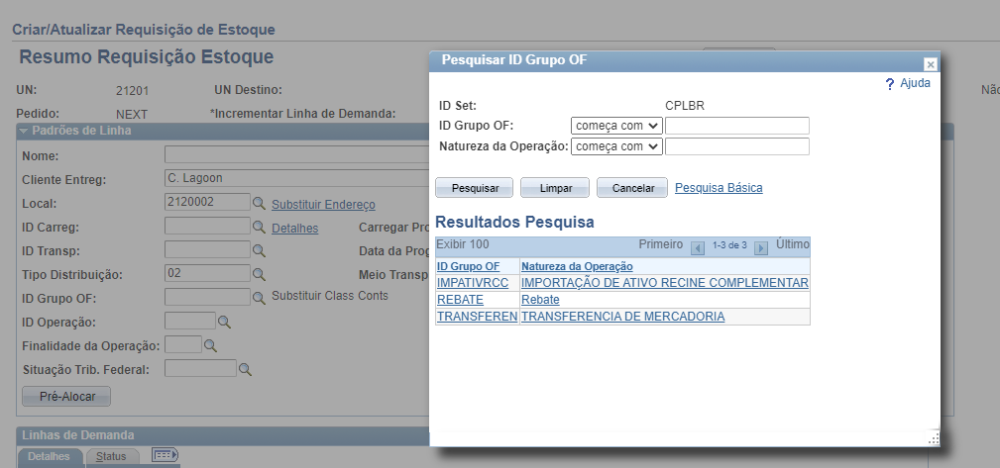 Criar/Atualizar Requisição de Estoque
Resumo Requisição Estoque
UN: 21201 UN Destino: Não
Pedido: NEXT *Incrementar Linha de Demanda:
Padrões de Linha
Nome:
Cliente Entreg: C. Lagoon
Local: 2120002 Substituir Endereço
ID Carreg: Detalhes Carregar Pro
ID Transp: Data da Prog
Tipo Distribuição: 02 Meio Transp
ID Grupo OF: Substituir Class Conts
ID Operação:
Finalidade da Operação:
Situação Trib. Federal:
Pré-Alocar
Linhas de Demanda
Detalhes Status
Pesquisar ID Grupo OF
? Ajuda
ID Set: CPLBR
ID Grupo OF: começa com
Natureza da Operação: começa com
Pesquisar Limpar Cancelar Pesquisa Básica
Resultados Pesquisa
Exibir 100 Primeiro 1-3 de 3 Último
ID Grupo OF Natureza da Operação
IMPATIVRCC IMPORTAÇÃO DE ATIVO RECINE COMPLEMENTAR
REBATE Rebate
TRANSFEREN TRANSFERENCIA DE MERCADORIA